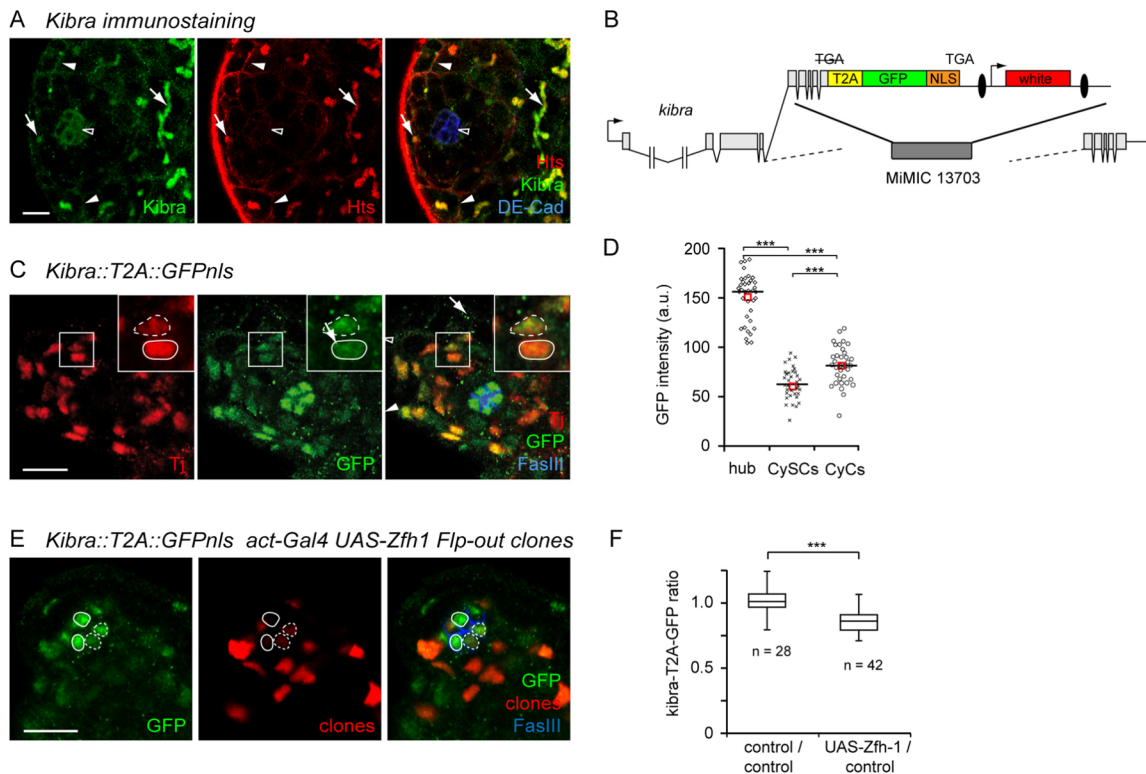 A Kibra immunostaining
Kibra
Hts
Hts
Kibra
DE-Cad
B
TGA
TGA
T2A GFP NLS white
kibra
MiMIC 13703
C Kibra::T2A::GFPnls
Tj
GFP
Tj
GFP
FasIII
D
GFP intensity (a.u.)
200
150
100
50
0
***
***
***
hub CySCs CyCs
E Kibra::T2A::GFPnls act-Gal4 UAS-Zfh1 Flp-out clones
GFP
clones
GFP
clones
FasIII
F
kibra-T2A-GFP ratio
1.0
0.5
0
***
n = 28
n = 42
control / control
UAS-Zfh-1 / control